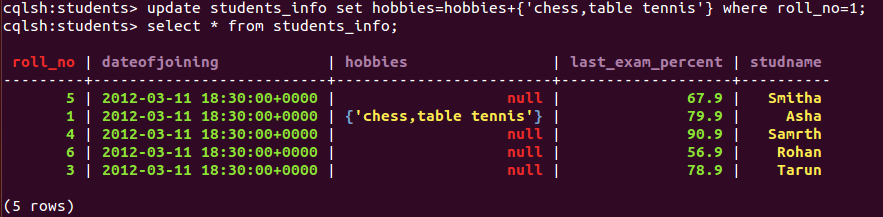 cqlsh:students> update students_info set hobbies=hobbies+{'chess,table tennis'} where roll_no=1;
cqlsh:students> select * from students_info;
 roll_no | dateofjoining            | hobbies                | last_exam_percent | studname
---------+--------------------------+------------------------+-------------------+----------
       5 | 2012-03-11 18:30:00+0000 |                   null |              67.9 |   Smitha
       1 | 2012-03-11 18:30:00+0000 | {'chess,table tennis'} |              79.9 |     Asha
       4 | 2012-03-11 18:30:00+0000 |                   null |              90.9 |   Samrth
       6 | 2012-03-11 18:30:00+0000 |                   null |              56.9 |    Rohan
       3 | 2012-03-11 18:30:00+0000 |                   null |              78.9 |    Tarun
(5 rows)